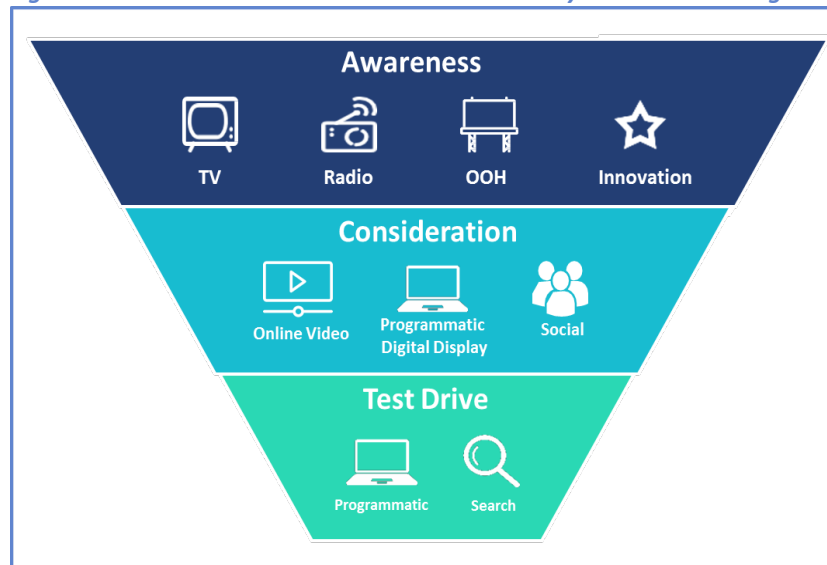 Awareness
TV Radio OOH Innovation
Consideration
Online Video Programmatic Digital Display Social
Test Drive
Programmatic Search